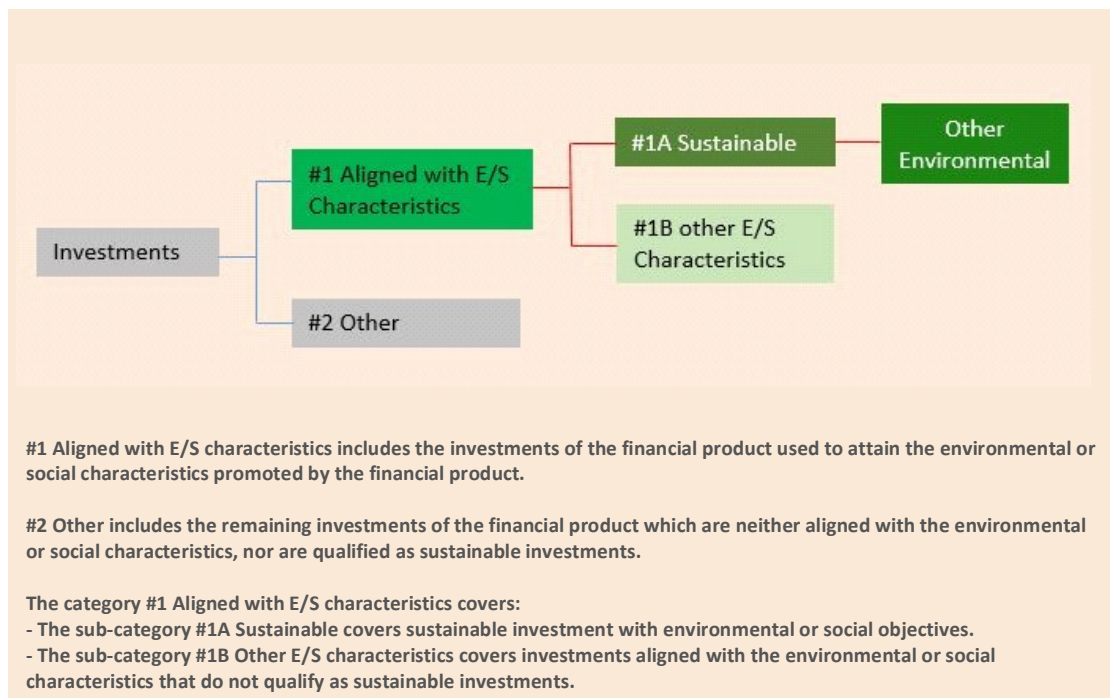 #1A Sustainable
Other
Environmental
#1 Aligned with E/S
Characteristics
#1B other E/S
Characteristics
Investments
#2 Other
#1 Aligned with E/S characteristics includes the investments of the financial product used to attain the environmental or
social characteristics promoted by the financial product.
#2 Other includes the remaining investments of the financial product which are neither aligned with the environmental
or social characteristics, nor are qualified as sustainable investments.
The category #1 Aligned with E/S characteristics covers:
- The sub-category #1A Sustainable covers sustainable investment with environmental or social objectives.
- The sub-category #1B Other E/S characteristics covers investments aligned with the environmental or social
characteristics that do not qualify as sustainable investments.